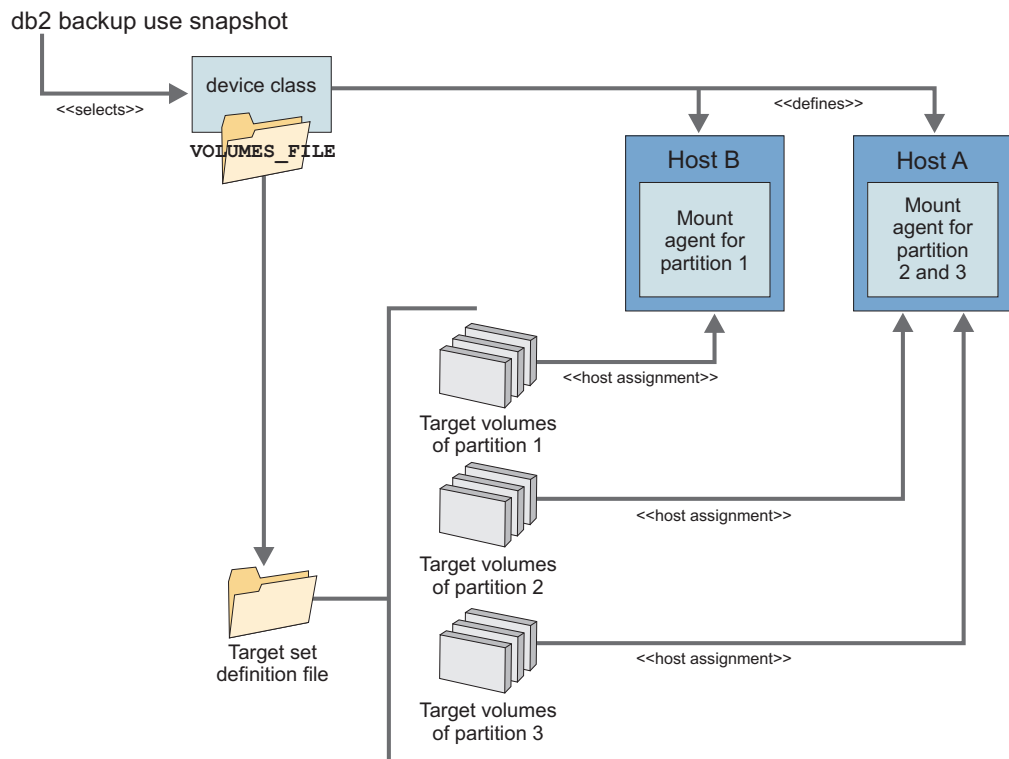 db2 backup use snapshot
<<selects>>
device class
VOLUMES_FILE
<<defines>>
Host B
Mount
agent for
partition 1
Host A
Mount
agent for
partition
2 and 3
<<host assignment>>
Target volumes
of partition 1
<<host assignment>>
Target volumes
of partition 2
<<host assignment>>
Target set
definition file
Target volumes
of partition 3